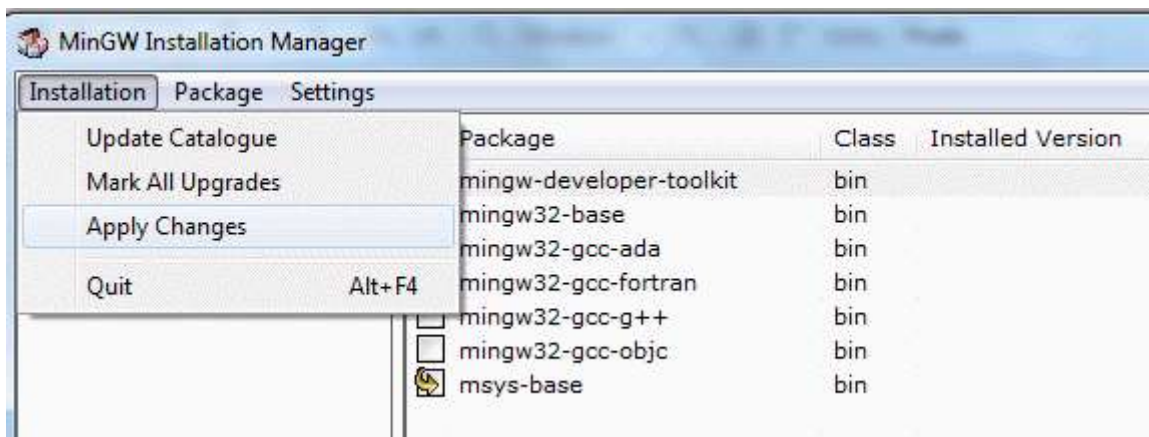 MinGW Installation Manager
Installation Package Settings
Update Catalogue
Mark All Upgrades
Apply Changes
Quit Alt+F4
Package Class Installed Version
mingw-developer-toolkit bin
mingw32-base bin
mingw32-gcc-ada bin
mingw32-gcc-fortran bin
mingw32-gcc-g++ bin
mingw32-gcc-objc bin
msys-base bin